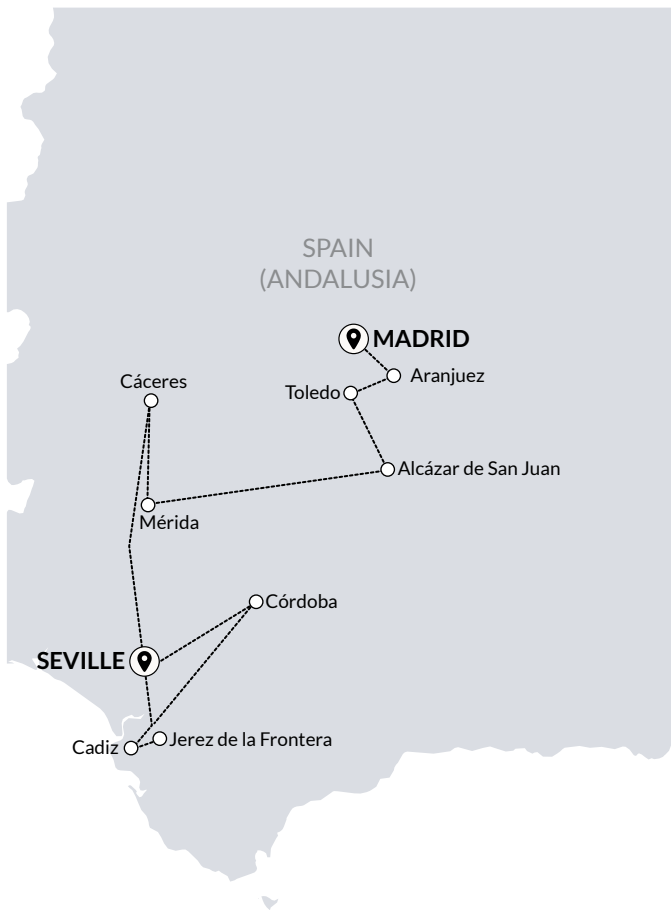 SPAIN
(ANDALUSIA)
MADRID
Aranjuez
Cáceres
Toledo
Alcázar de San Juan
Mérida
Córdoba
SEVILLE
Jerez de la Frontera
Cadiz